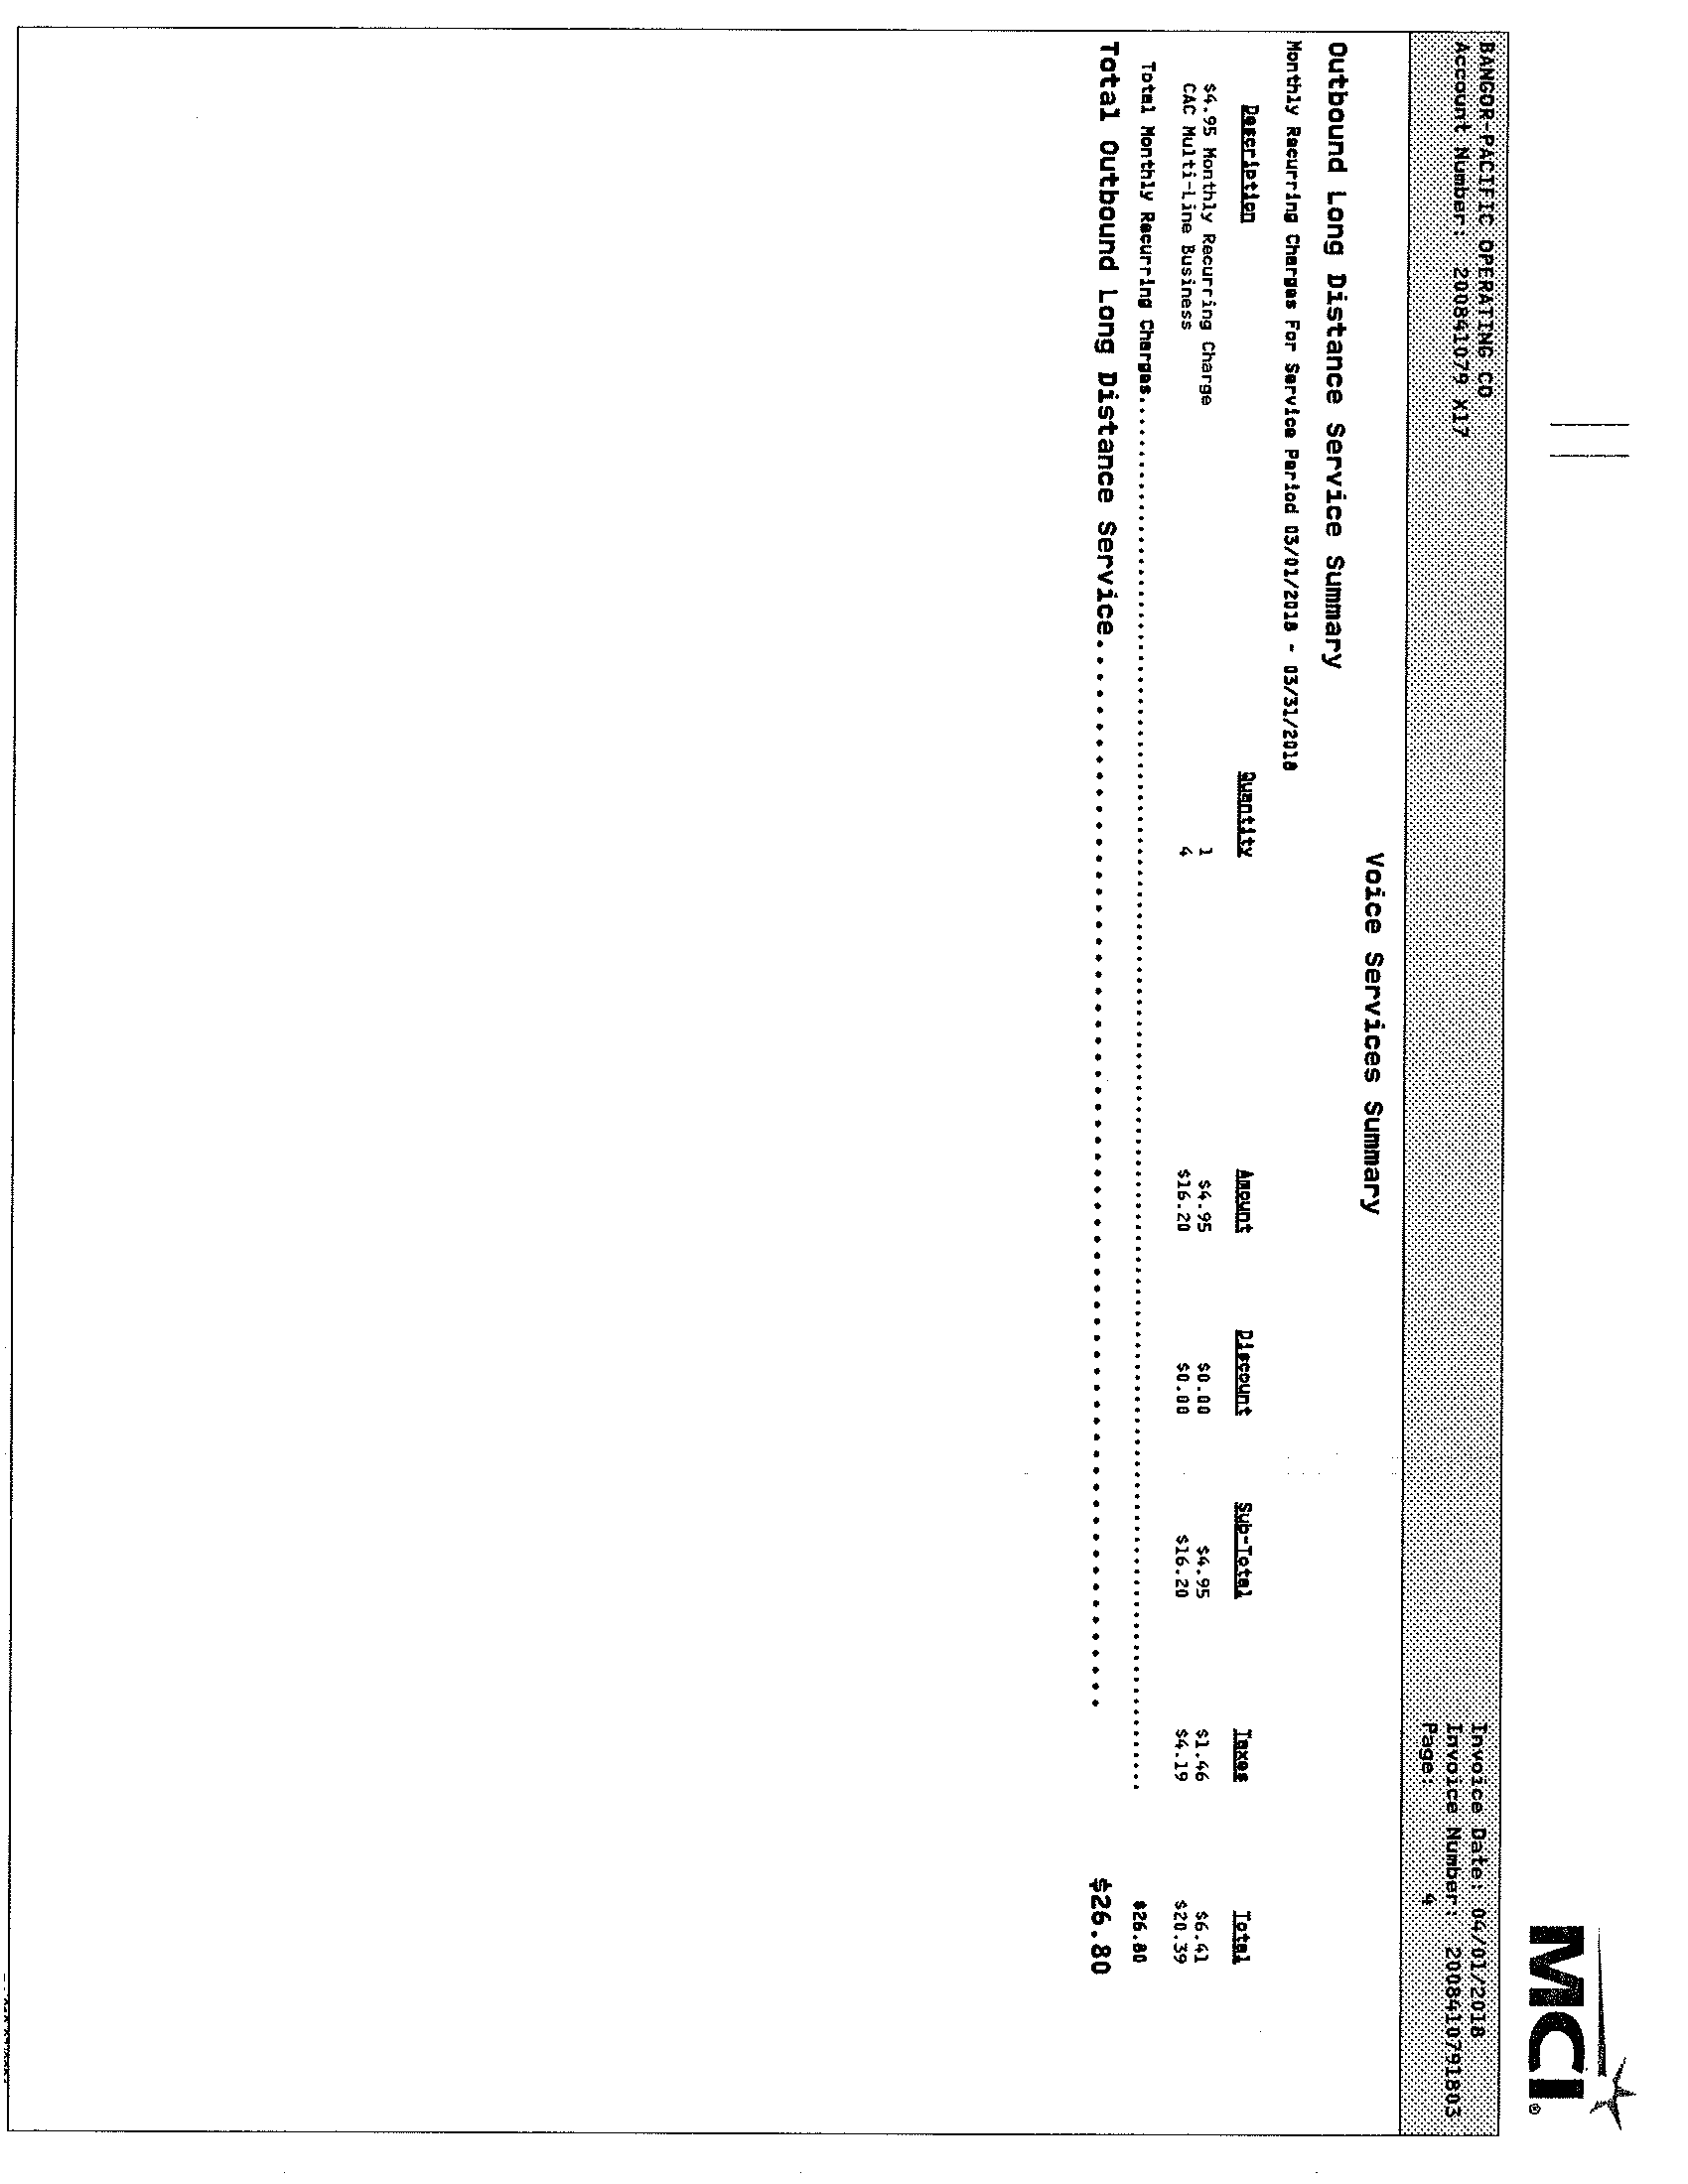 MCI®
BANGOR-PACIFIC OPERATING CO Invoice Date: 04/01/2018
Account Number: 200841079 X17 Invoice Number: 2008410791803
Page: 4
Voice Services Summary
Outbound Long Distance Service Summary
Monthly Recurring Charges For Service Period 03/01/2018 - 03/31/2018
Description Quantity Amount Discount Sub-Total Taxes Total
$4.95 Monthly Recurring Charge 1 $4.95 $0.00 $4.95 $1.46 $6.41
CAC Multi-Line Business 4 $16.20 $0.00 $16.20 $4.19 $20.39
Total Monthly Recurring Charges........ $26.80
Total Outbound Long Distance Service........ $26.80